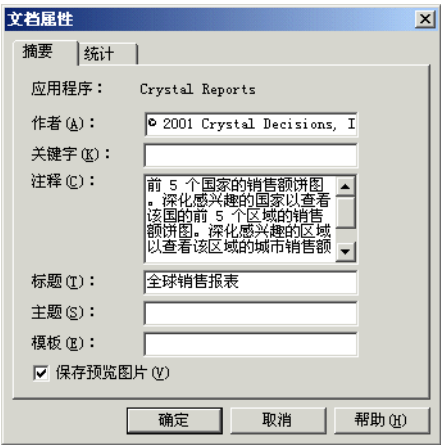 文档属性
摘要 统计
应用程序： Crystal Reports
作者(A)： © 2001 Crystal Decisions, I
关键字(K)：
注释(C)： 前 5 个国家的销售额饼图
。深化感兴趣的国家以查看
该国的前 5 个区域的销售
额饼图。深化感兴趣的区域
以查看该区域的城市销售额
标题(T)： 全球销售报表
主题(S)：
模板(E)：
保存预览图片(V)
确定 取消 帮助(H)